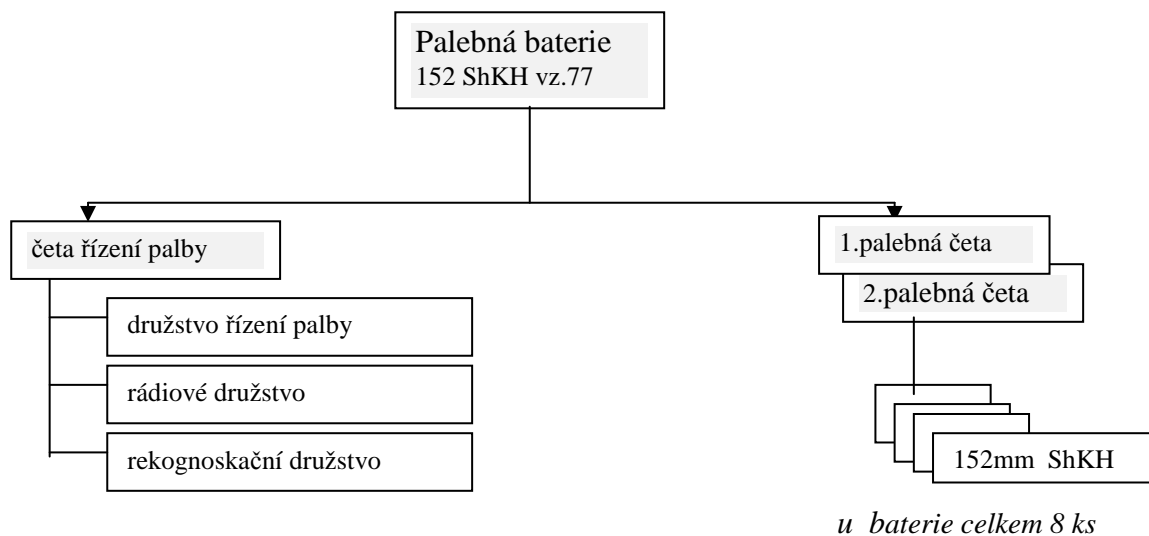 Palebná baterie
152 ShKH vz.77
četa řízení palby
družstvo řízení palby
rádiové družstvo
rekognoskační družstvo
1.palebná četa
2.palebná četa
152mm  ShKH
u  baterie celkem 8 ks